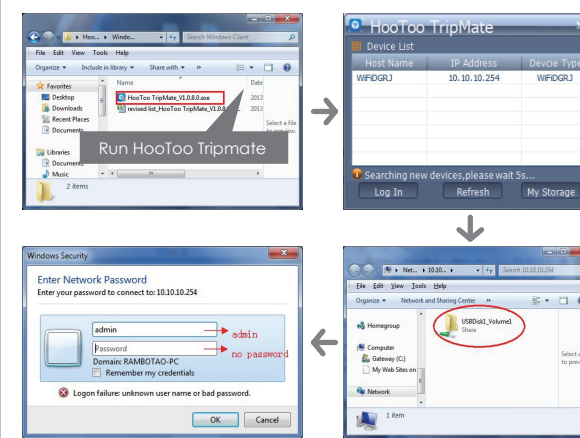 Hoo... ▸ Windo...
Search Windows Client
File Edit View Tools Help
Organize Include in library Share with »
Favorites
Desktop
Downloads
Recent Places
Documents
Libraries
Documents
Music
2 items
Name
Date
HooToo TripMate_V1.0.8.0.exe
2013
revised list_HooToo TripMate_V1.0.8
2013
Select a file
to preview.
Run HooToo Tripmate
HooToo TripMate
Device List
Host Name IP Address Devcie Type
WiFiDGRJ 10.10.10.254 WiFiDGRJ
Searching new devices,please wait 5s...
Log In Refresh My Storage
Windows Security
Enter Network Password
Enter your password to connect to: 10.10.10.254
admin
admin
Password
no password
Domain: RAMBOTAO-PC
Remember my credentials
Logon failure: unknown user name or bad password.
OK Cancel
Net... ▸ 10.10...
Search 10.10.10.254
File Edit View Tools Help
Organize Network and Sharing Center »
Homegroup
Computer
Gateway (C:)
My Web Sites on
Network
USBDisk1_Volume1
Share
Select a
to prev
1 item